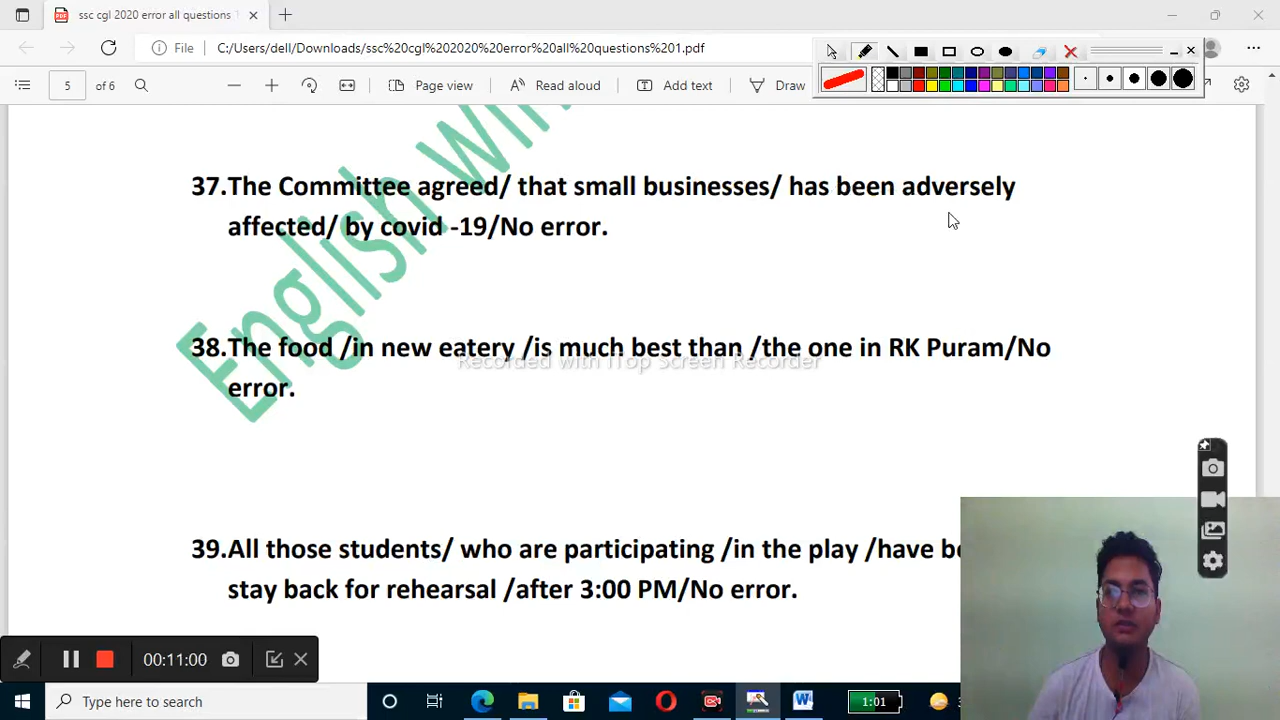 ssc cgl 2020 error all questions 1
File
C:/Users/dell/Downloads/ssc%20cgl%202020%20error%20all%20questions%201.pdf
5 of 6
Page view
Read aloud
Add text
Draw
English Win
37.The Committee agreed/ that small businesses/ has been adversely
affected/ by covid -19/No error.
38.The food /in new eatery /is much best than /the one in RK Puram/No
error.
Recorded with iTop Screen Recorder
39.All those students/ who are participating /in the play /have
stay back for rehearsal /after 3:00 PM/No error.
00:11:00
Type here to search
1:01